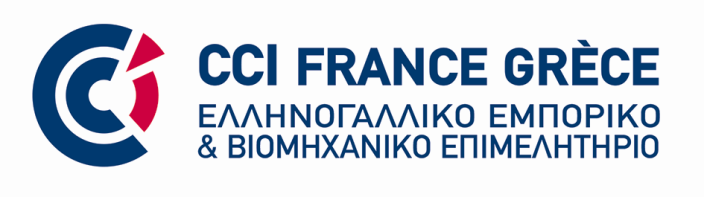 CCI FRANCE GRÈCE
ΕΛΛΗΝΟΓΑΛΛΙΚΟ ΕΜΠΟΡΙΚΟ
& ΒΙΟΜΗΧΑΝΙΚΟ ΕΠΙΜΕΛΗΤΗΡΙΟ